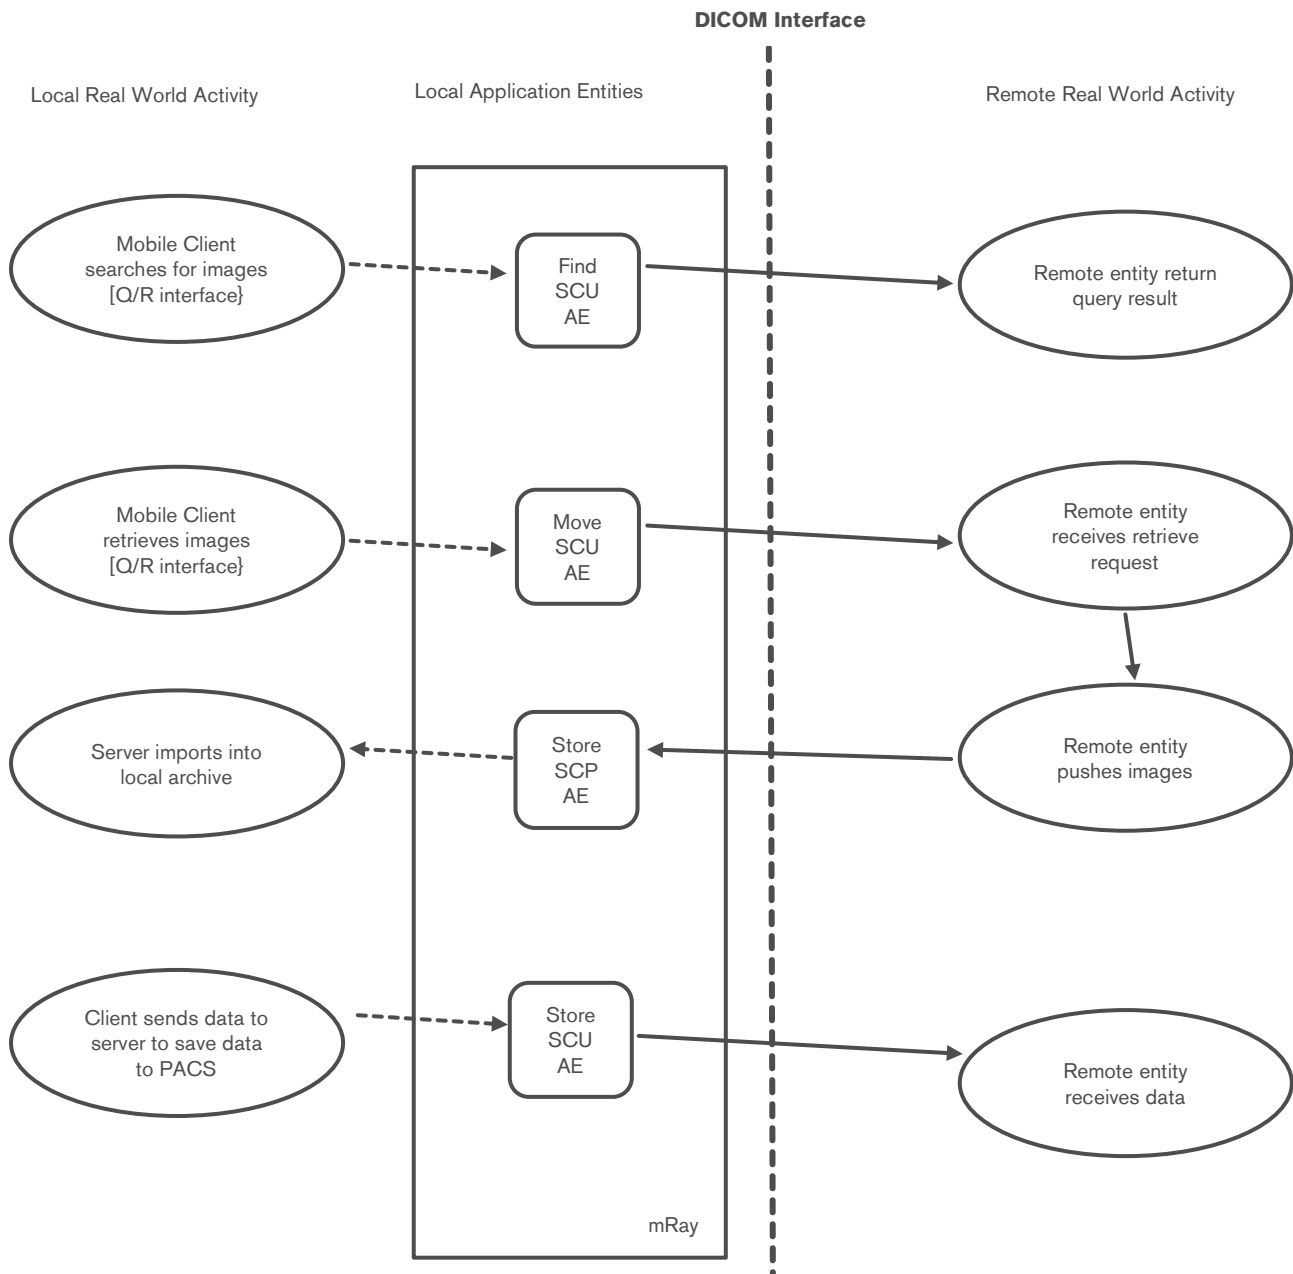 DICOM Interface
Local Real World Activity
Local Application Entities
Remote Real World Activity
Mobile Client
searches for images
[Q/R interface}
Find
SCU
AE
Remote entity return
query result
Mobile Client
retrieves images
[Q/R interface}
Move
SCU
AE
Remote entity
receives retrieve
request
Server imports into
local archive
Store
SCP
AE
Remote entity
pushes images
Client sends data to
server to save data
to PACS
Store
SCU
AE
Remote entity
receives data
mRay